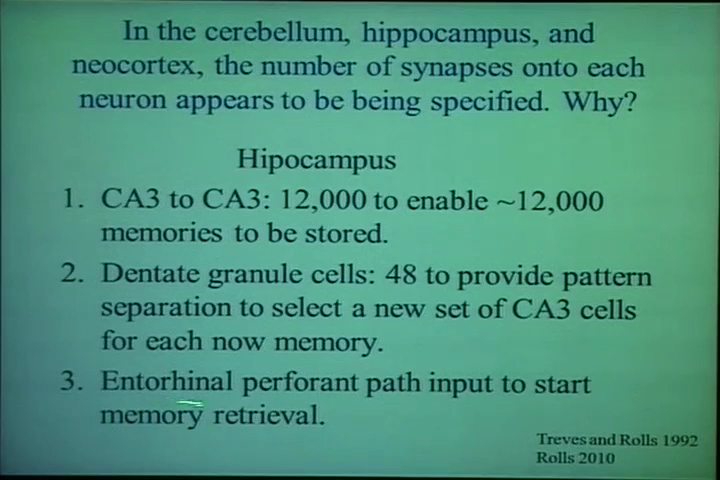 In the cerebellum, hippocampus, and
neocortex, the number of synapses onto each
neuron appears to be being specified. Why?
Hipocampus
1. CA3 to CA3: 12,000 to enable ~12,000
memories to be stored.
2. Dentate granule cells: 48 to provide pattern
separation to select a new set of CA3 cells
for each now memory.
3. Entorhinal perforant path input to start
memory retrieval.
Treves and Rolls 1992
Rolls 2010